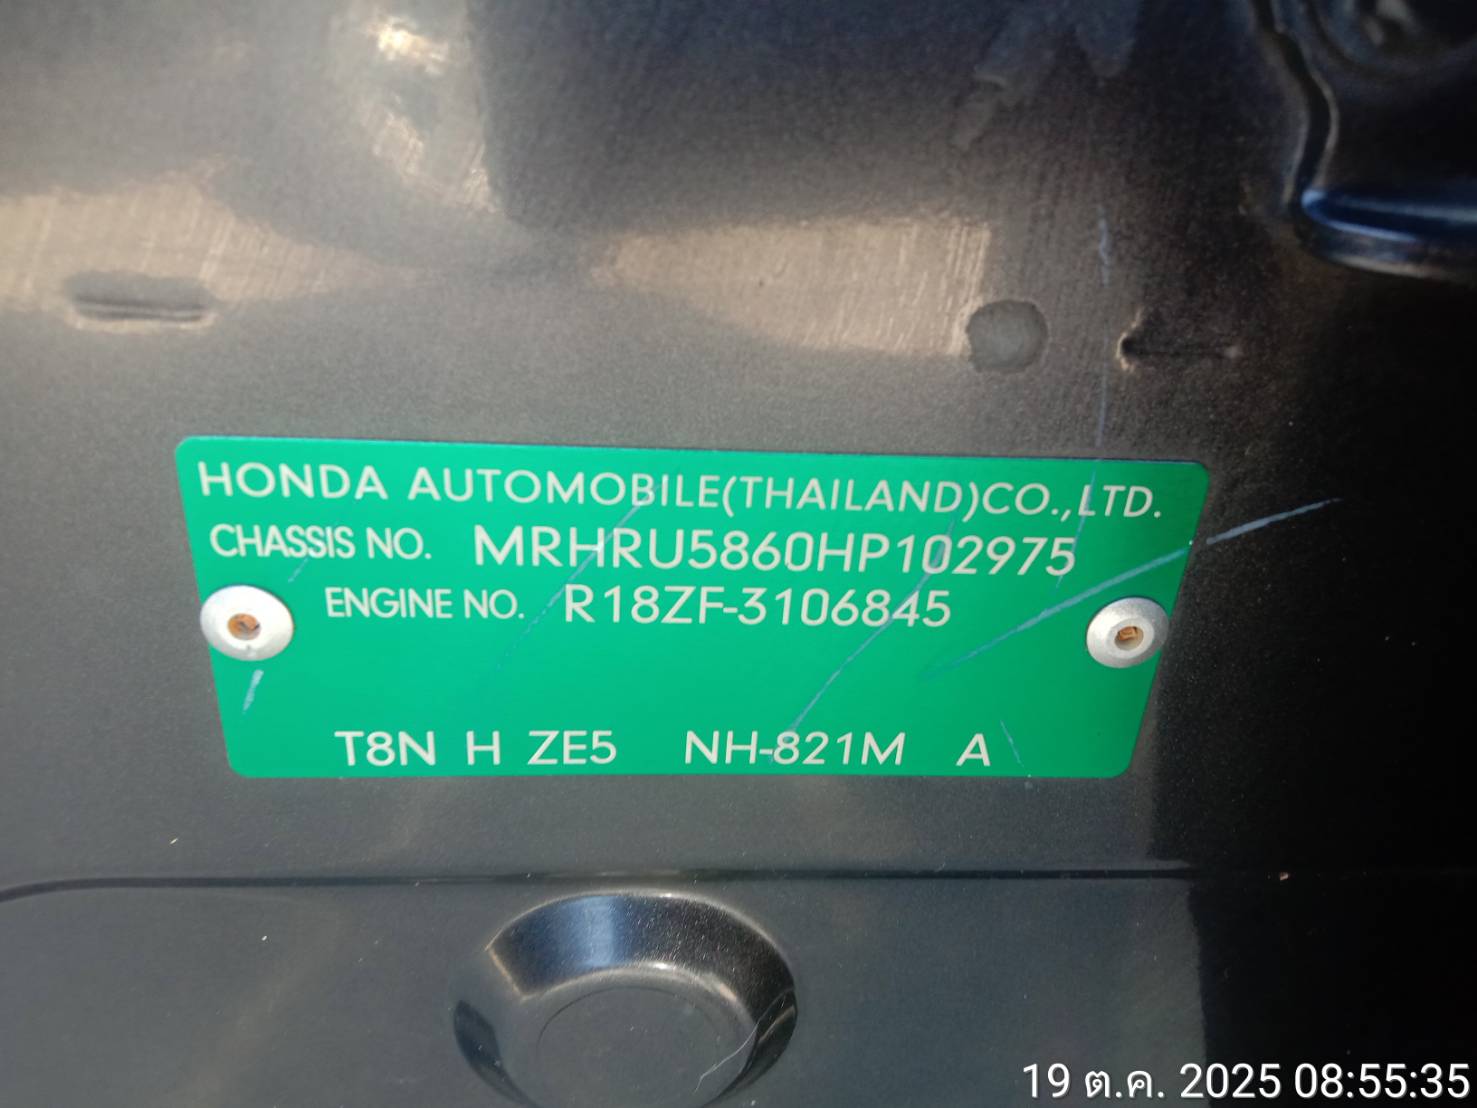 HONDA AUTOMOBILE(THAILAND)CO.,LTD.
CHASSIS NO. MRHRU5860HP102975
ENGINE NO. R18ZF-3106845
T8N H ZE5 NH-821M A
19 ต.ค. 2025 08:55:35